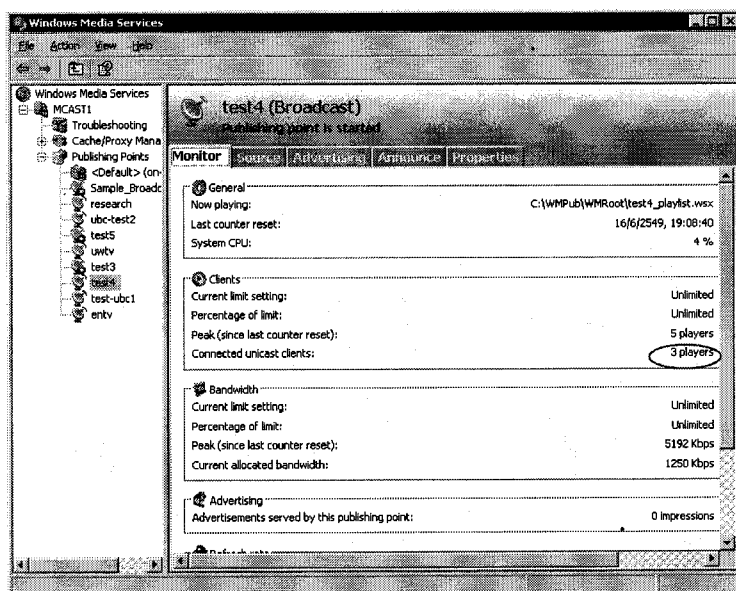 Windows Media Services
File Action View Help
Windows Media Services
MCAST1
Troubleshooting
Cache/Proxy Mana
Publishing Points
<Default> (on-
Sample_Broadc
research
ubc-test2
test5
uwtv
test3
test4
test-ubc1
entv
test4 (Broadcast)
Publishing point is started
Monitor Source Advertising Announce Properties
General
Now playing: C:\WMPub\WMRoot\test4_playlist.wsx
Last counter reset: 16/6/2549, 19:08:40
System CPU: 4 %
Clients
Current limit setting: Unlimited
Percentage of limit: Unlimited
Peak (since last counter reset): 5 players
Connected unicast clients: 3 players
Bandwidth
Current limit setting: Unlimited
Percentage of limit: Unlimited
Peak (since last counter reset): 5192 Kbps
Current allocated bandwidth: 1250 Kbps
Advertising
Advertisements served by this publishing point: 0 impressions